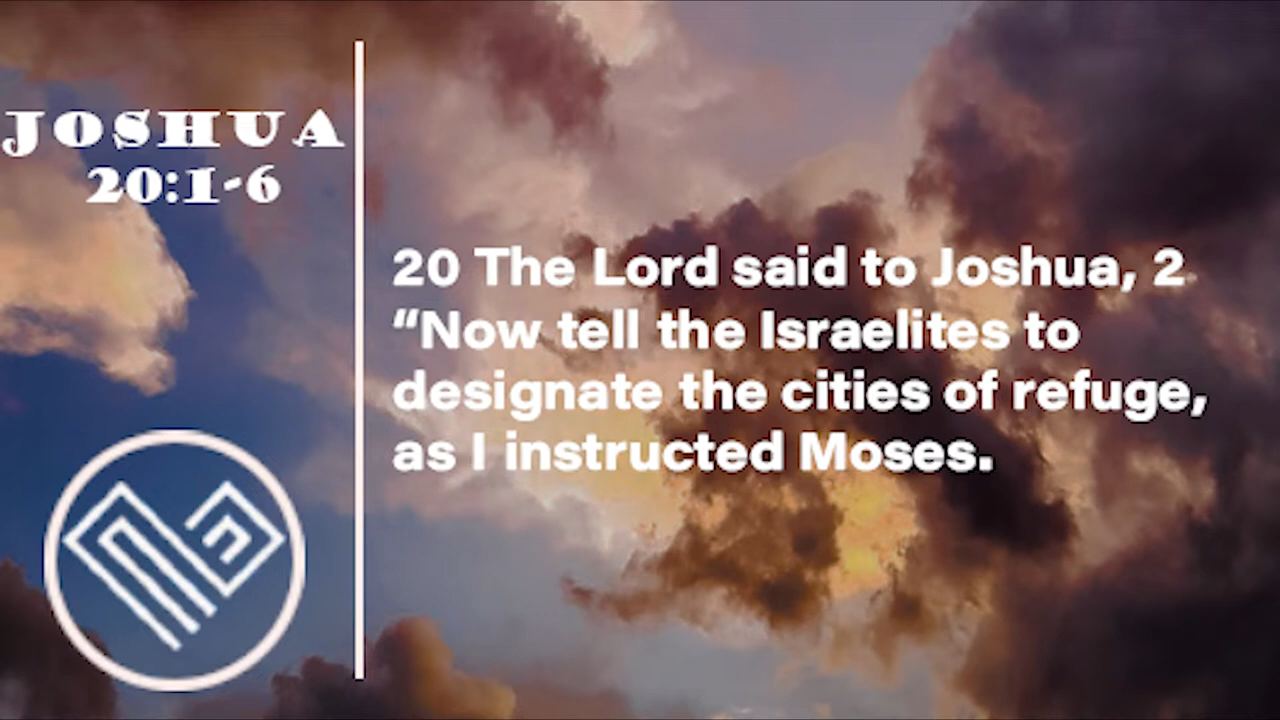 JOSHUA
20:1-6
20 The Lord said to Joshua, 2
“Now tell the Israelites to
designate the cities of refuge,
as I instructed Moses.